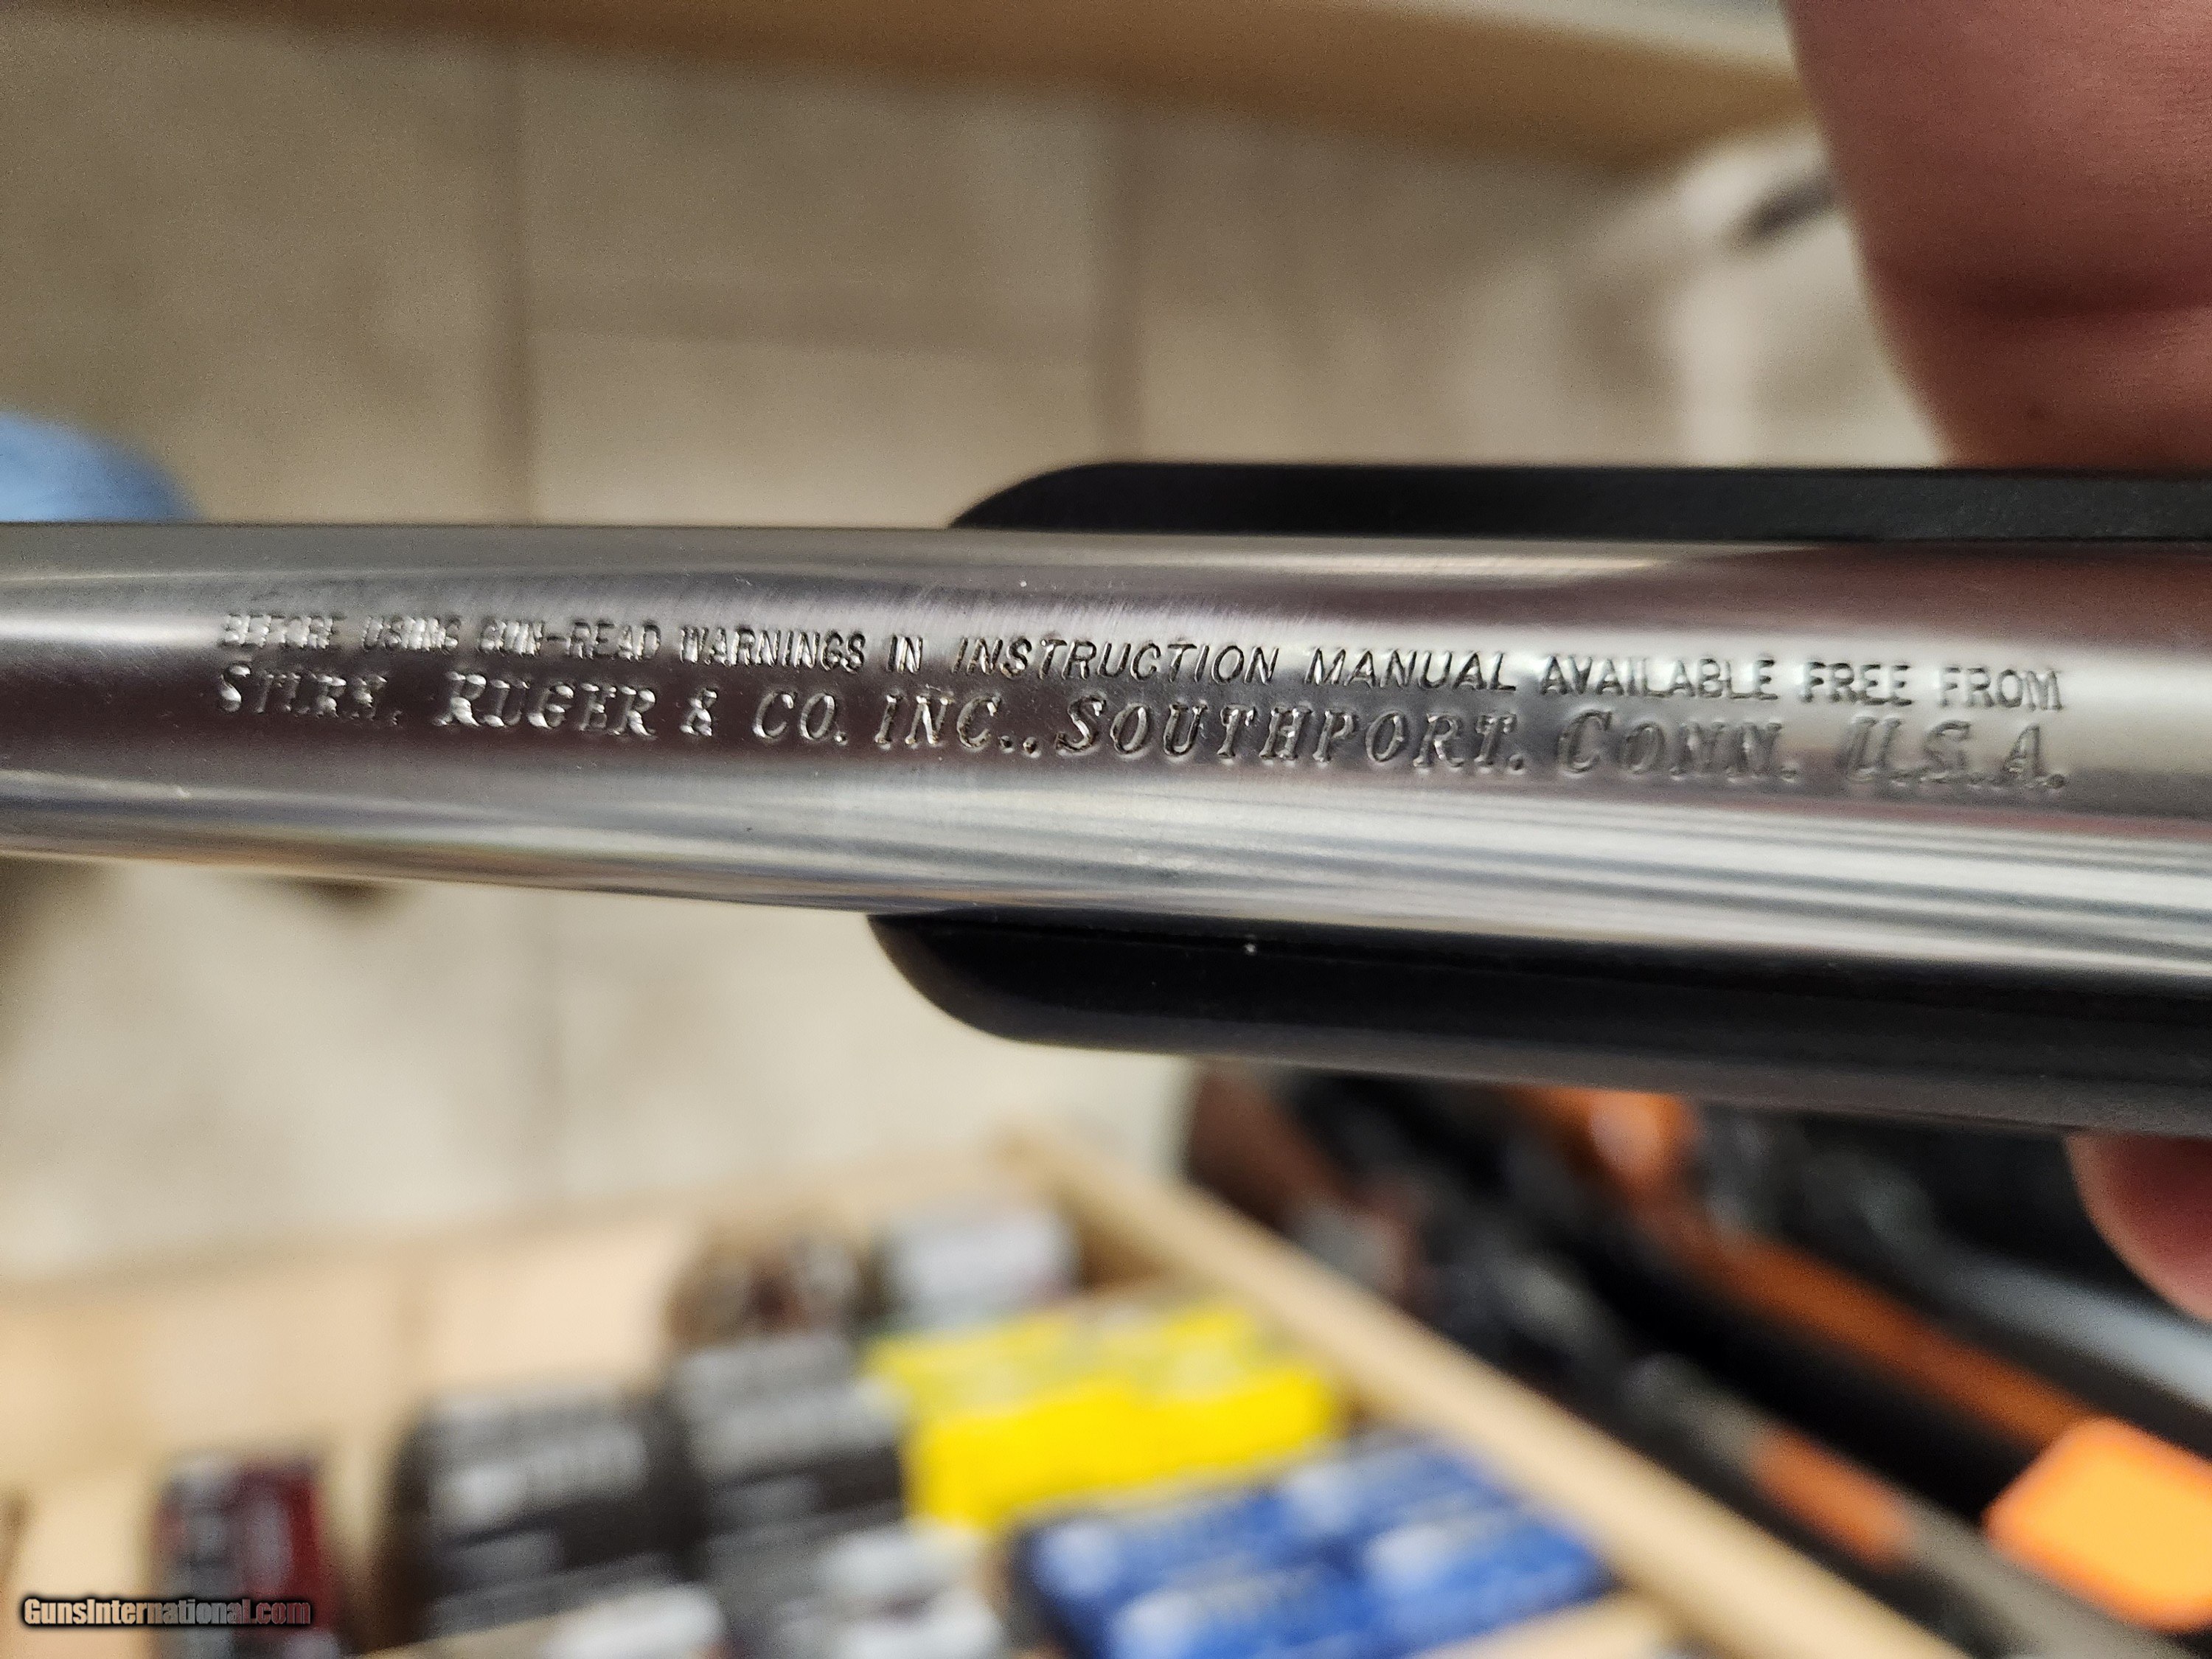 BEFORE USING GUN-READ WARNINGS IN INSTRUCTION MANUAL AVAILABLE FREE FROM
STURM, RUGER & CO. INC., SOUTHPORT, CONN. U.S.A.
GunsInternational.com